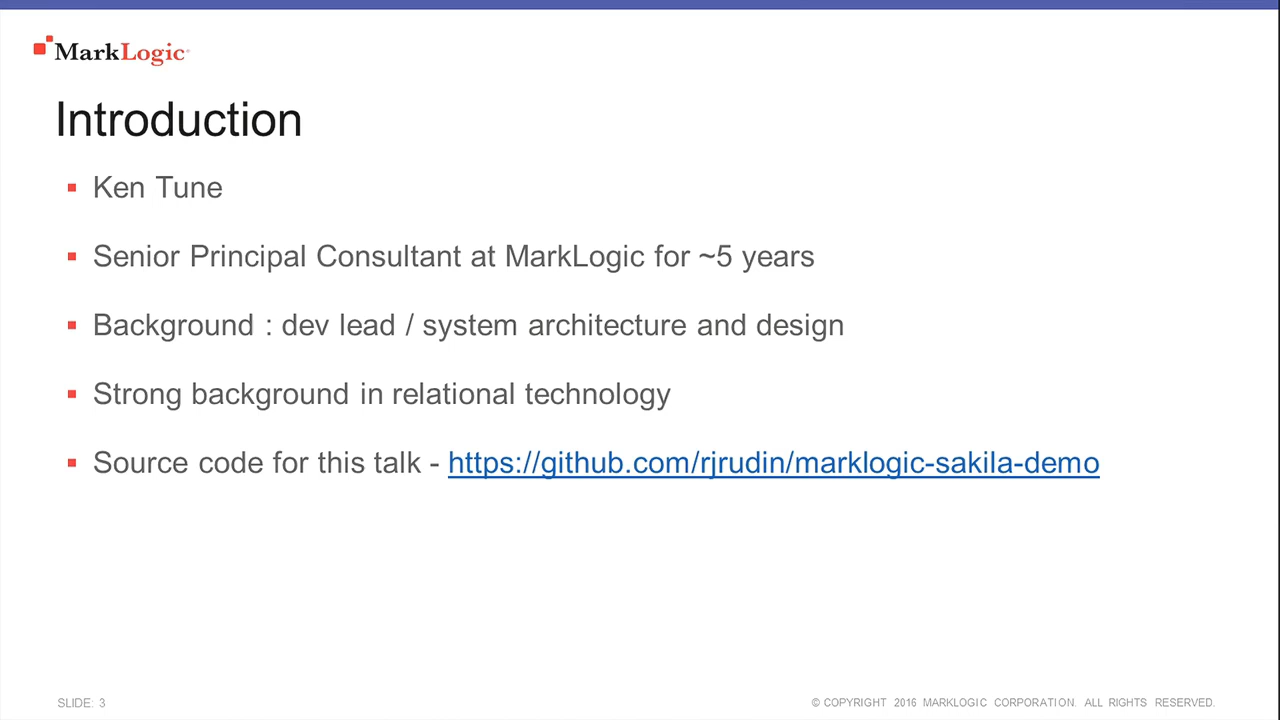 MarkLogic
Introduction
▪ Ken Tune
▪ Senior Principal Consultant at MarkLogic for ~5 years
▪ Background : dev lead / system architecture and design
▪ Strong background in relational technology
▪ Source code for this talk - https://github.com/rjrudin/marklogic-sakila-demo
SLIDE: 3
© COPYRIGHT 2016 MARKLOGIC CORPORATION. ALL RIGHTS RESERVED.